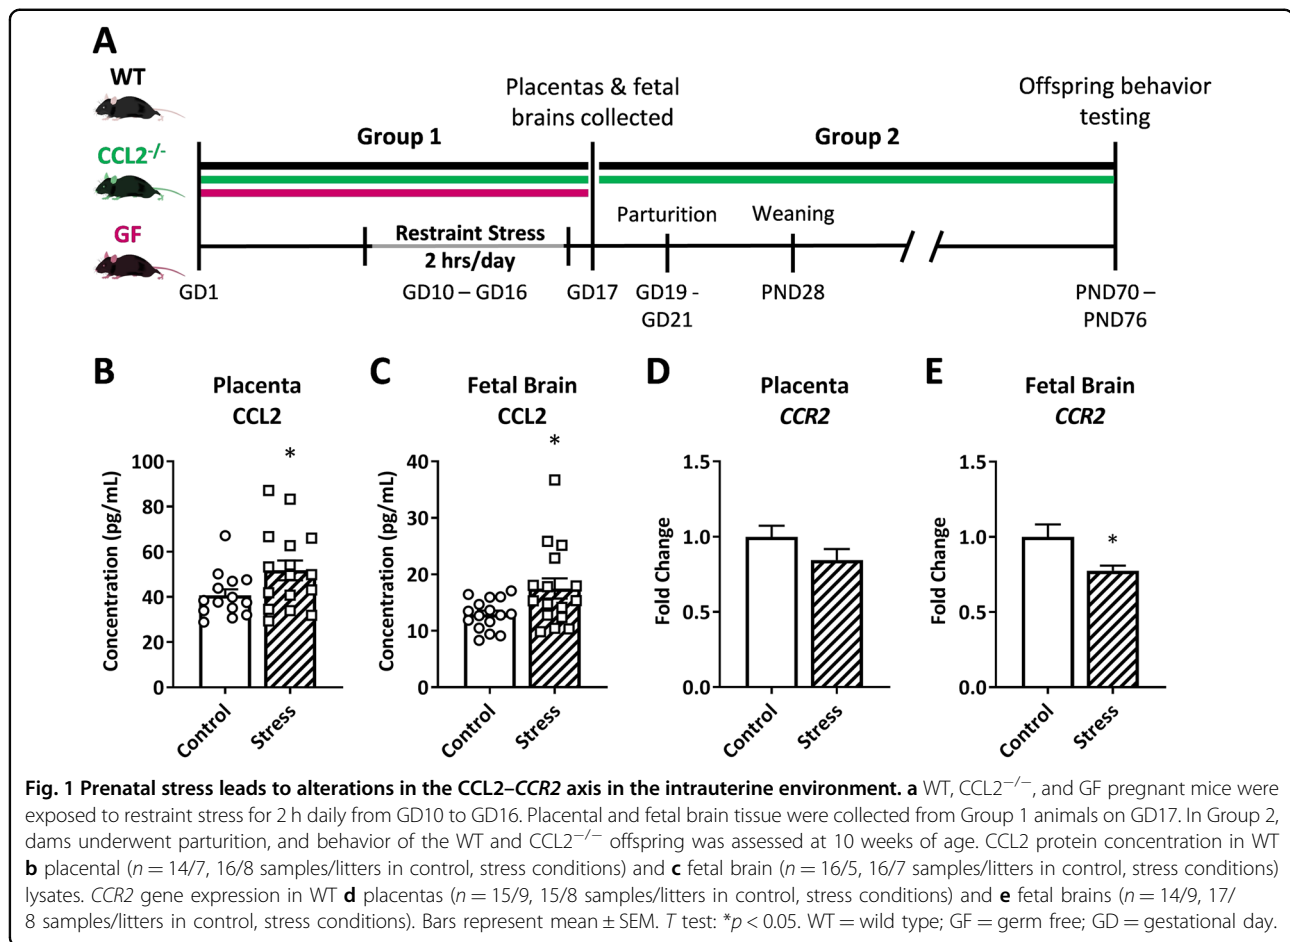 A
WT
CCL2-/-
GF
Placentas & fetal
brains collected
Offspring behavior
testing
Group 1
Group 2
Parturition
Weaning
Restraint Stress
2 hrs/day
GD1
GD10 – GD16
GD17
GD19 -
GD21
PND28
PND70 –
PND76
B
Placenta
CCL2
*
Concentration (pg/mL)
100
80
60
40
20
0
Control
Stress
C
Fetal Brain
CCL2
*
Concentration (pg/mL)
40
30
20
10
0
Control
Stress
D
Placenta
CCR2
Fold Change
1.5
1.0
0.5
0.0
Control
Stress
E
Fetal Brain
CCR2
*
Fold Change
1.5
1.0
0.5
0.0
Control
Stress
Fig. 1 Prenatal stress leads to alterations in the CCL2–CCR2 axis in the intrauterine environment. a WT, CCL2−/−, and GF pregnant mice were
exposed to restraint stress for 2 h daily from GD10 to GD16. Placental and fetal brain tissue were collected from Group 1 animals on GD17. In Group 2,
dams underwent parturition, and behavior of the WT and CCL2−/− offspring was assessed at 10 weeks of age. CCL2 protein concentration in WT
b placental (n = 14/7, 16/8 samples/litters in control, stress conditions) and c fetal brain (n = 16/5, 16/7 samples/litters in control, stress conditions)
lysates. CCR2 gene expression in WT d placentas (n = 15/9, 15/8 samples/litters in control, stress conditions) and e fetal brains (n = 14/9, 17/
8 samples/litters in control, stress conditions). Bars represent mean ± SEM. T test: *p < 0.05. WT = wild type; GF = germ free; GD = gestational day.